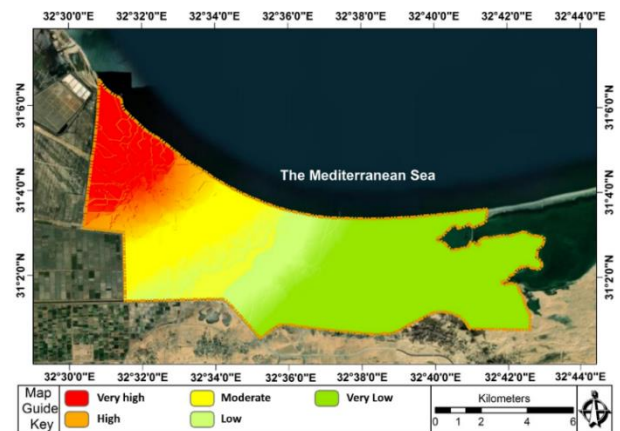 32°30'0"E 32°32'0"E 32°34'0"E 32°36'0"E 32°38'0"E 32°40'0"E 32°42'0"E 32°44'0"E
31°6'0"N 31°6'0"N
The Mediterranean Sea
31°4'0"N 31°4'0"N
31°2'0"N 31°2'0"N
32°30'0"E 32°32'0"E 32°34'0"E 32°36'0"E 32°38'0"E 32°40'0"E 32°42'0"E 32°44'0"E
Map Guide Key
Very high Moderate Very Low
High Low
Kilometers
0 1 2 4 6